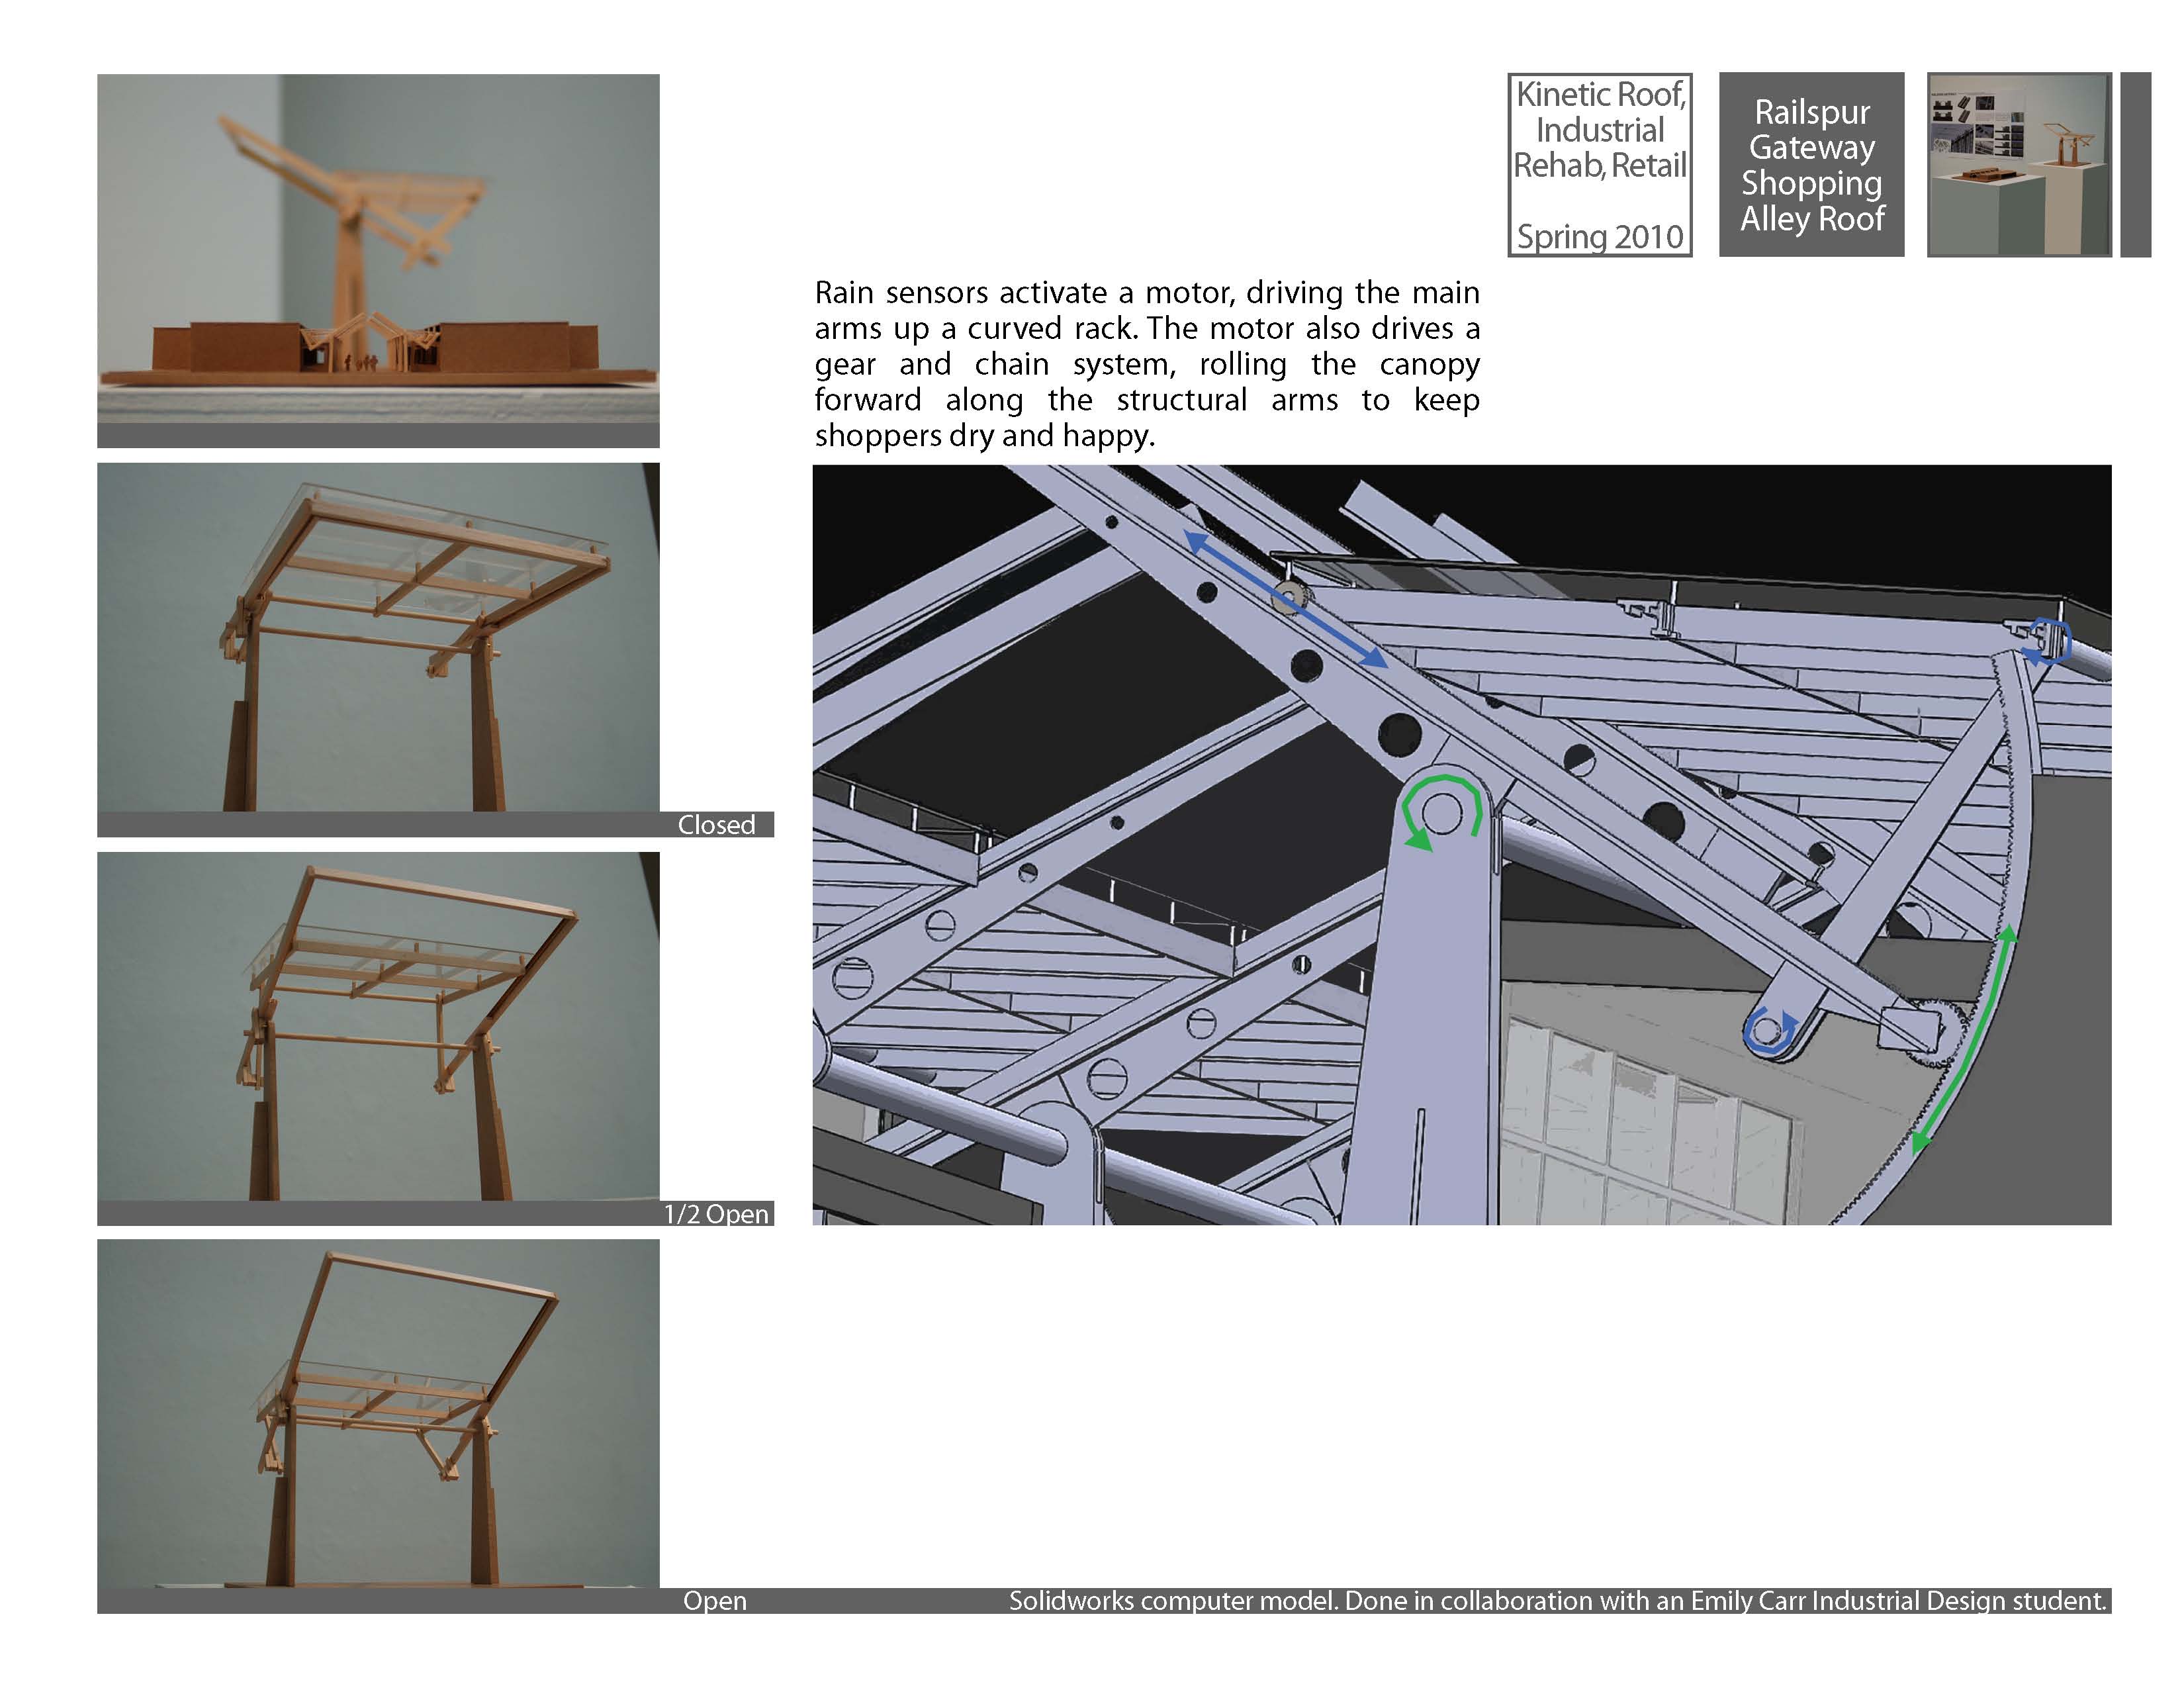 Kinetic Roof,
Industrial
Rehab, Retail
Spring 2010
Railspur
Gateway
Shopping
Alley Roof
Rain sensors activate a motor, driving the main
arms up a curved rack. The motor also drives a
gear and chain system, rolling the canopy
forward along the structural arms to keep
shoppers dry and happy.
Closed
1/2 Open
Open
Solidworks computer model. Done in collaboration with an Emily Carr Industrial Design student.